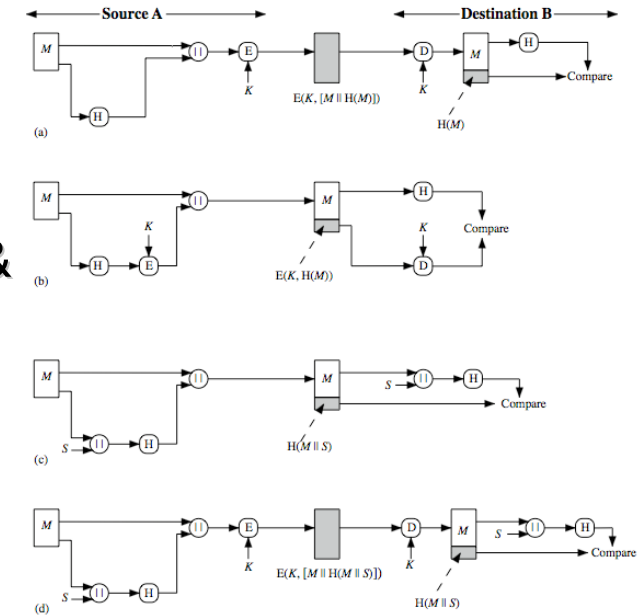 Source A Destination B
M || E D M H
K K Compare
E(K, [M || H(M)])
H
H(M)
(a)
M || M H
K K Compare
&
H E D
E(K, H(M))
(b)
M || M S || H
Compare
S || H
H(M || S)
(c)
M || E D M S || H
K K Compare
E(K, [M || H(M || S)])
S || H
H(M || S)
(d)